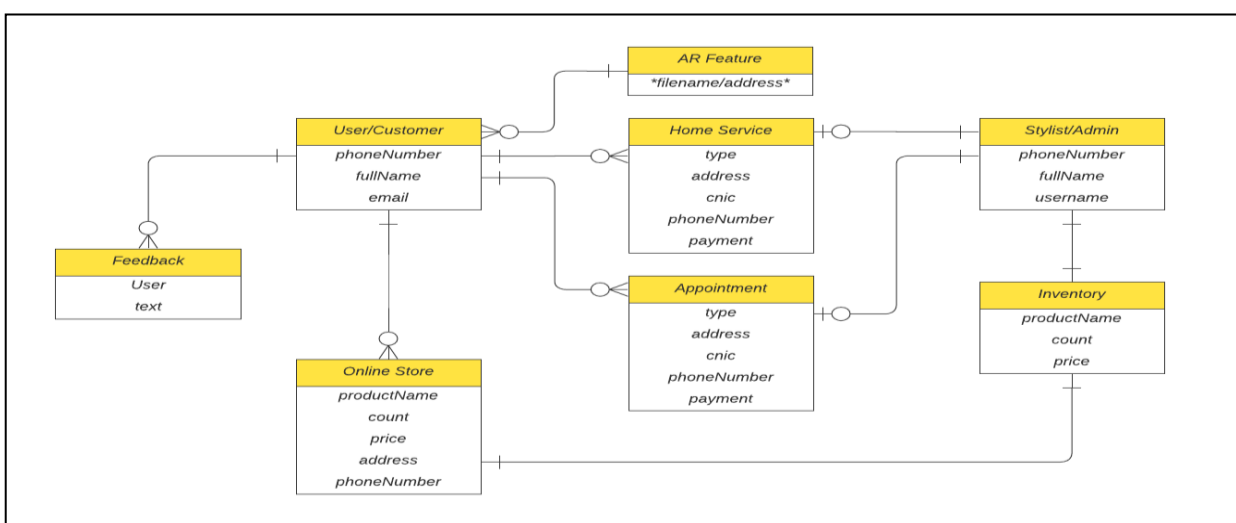 AR Feature
*filename/address*
User/Customer
phoneNumber
fullName
email
Home Service
type
address
cnic
phoneNumber
payment
Stylist/Admin
phoneNumber
fullName
username
Feedback
User
text
Appointment
type
address
cnic
phoneNumber
payment
Inventory
productName
count
price
Online Store
productName
count
price
address
phoneNumber